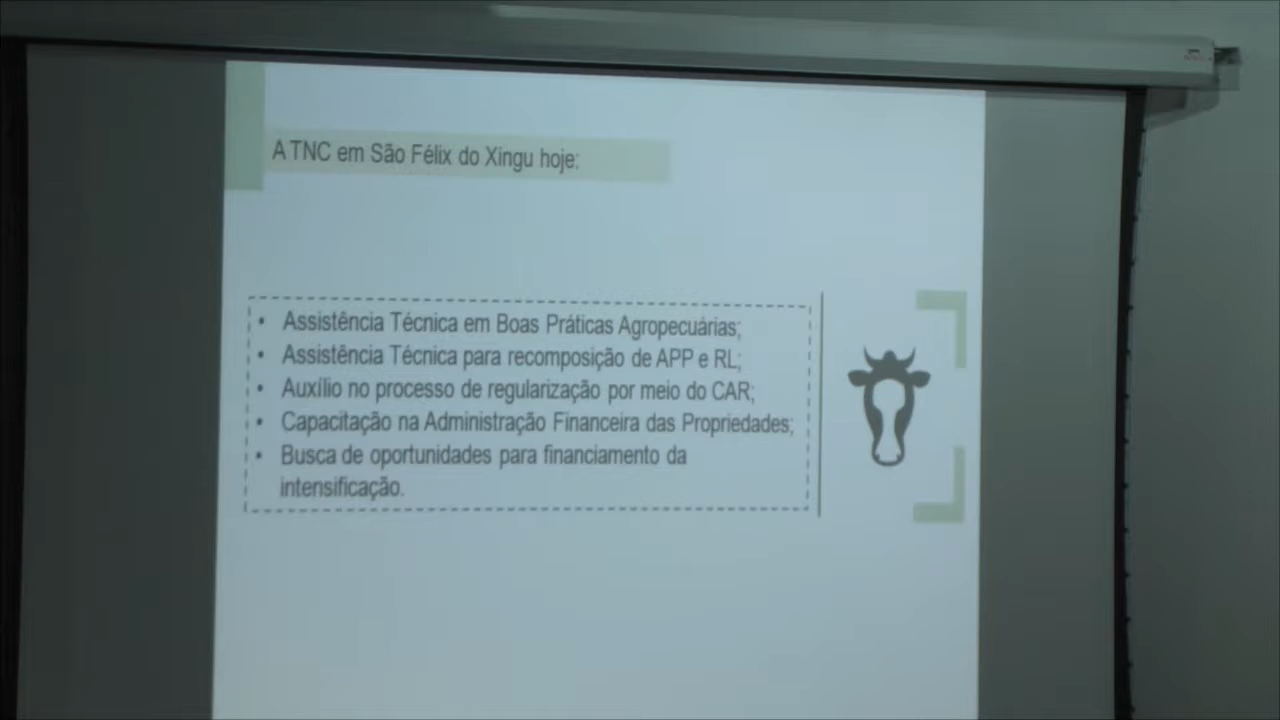 A TNC em São Félix do Xingu hoje:
• Assistência Técnica em Boas Práticas Agropecuárias;
• Assistência Técnica para recomposição de APP e RL;
• Auxílio no processo de regularização por meio do CAR;
• Capacitação na Administração Financeira das Propriedades;
• Busca de oportunidades para financiamento da
intensificação.